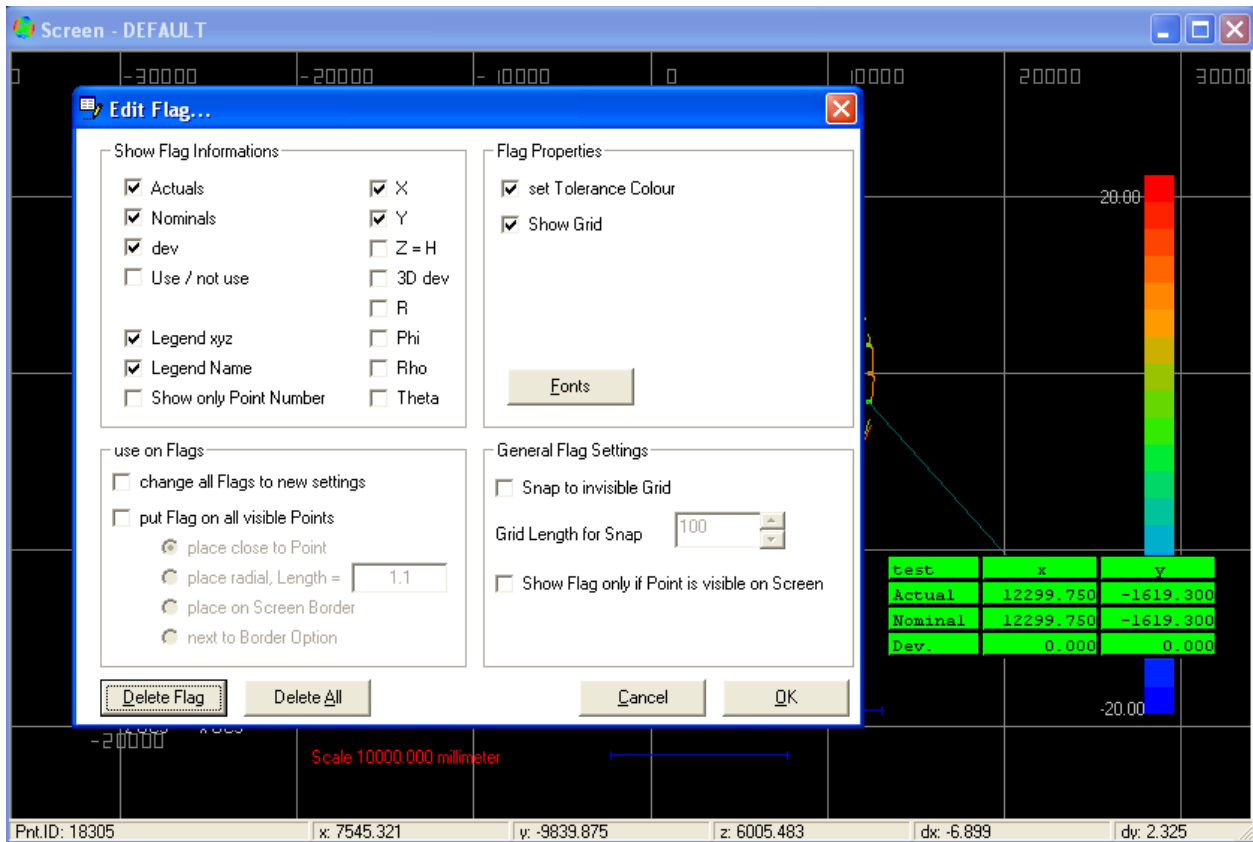 Screen - DEFAULT
-30000 -20000 -10000 0 10000 20000 3000
Edit Flag...
Show Flag Informations
Actuals X
Nominals Y
dev Z = H
Use / not use 3D dev
R
Legend xyz Phi
Legend Name Rho
Show only Point Number Theta
Flag Properties
set Tolerance Colour
Show Grid
Fonts
use on Flags
change all Flags to new settings
put Flag on all visible Points
place close to Point
place radial, Length = 1.1
place on Screen Border
next to Border Option
General Flag Settings
Snap to invisible Grid
Grid Length for Snap 100
Show Flag only if Point is visible on Screen
Delete Flag Delete All Cancel OK
20.00
test x y
Actual 12299.750 -1619.300
Nominal 12299.750 -1619.300
Dev. 0.000 0.000
-20.00
-20000
Scale 10000.000 millimeter
Pnt.ID: 18305 x: 7545.321 y: -9839.875 z: 6005.483 dx: -6.899 dy: 2.325